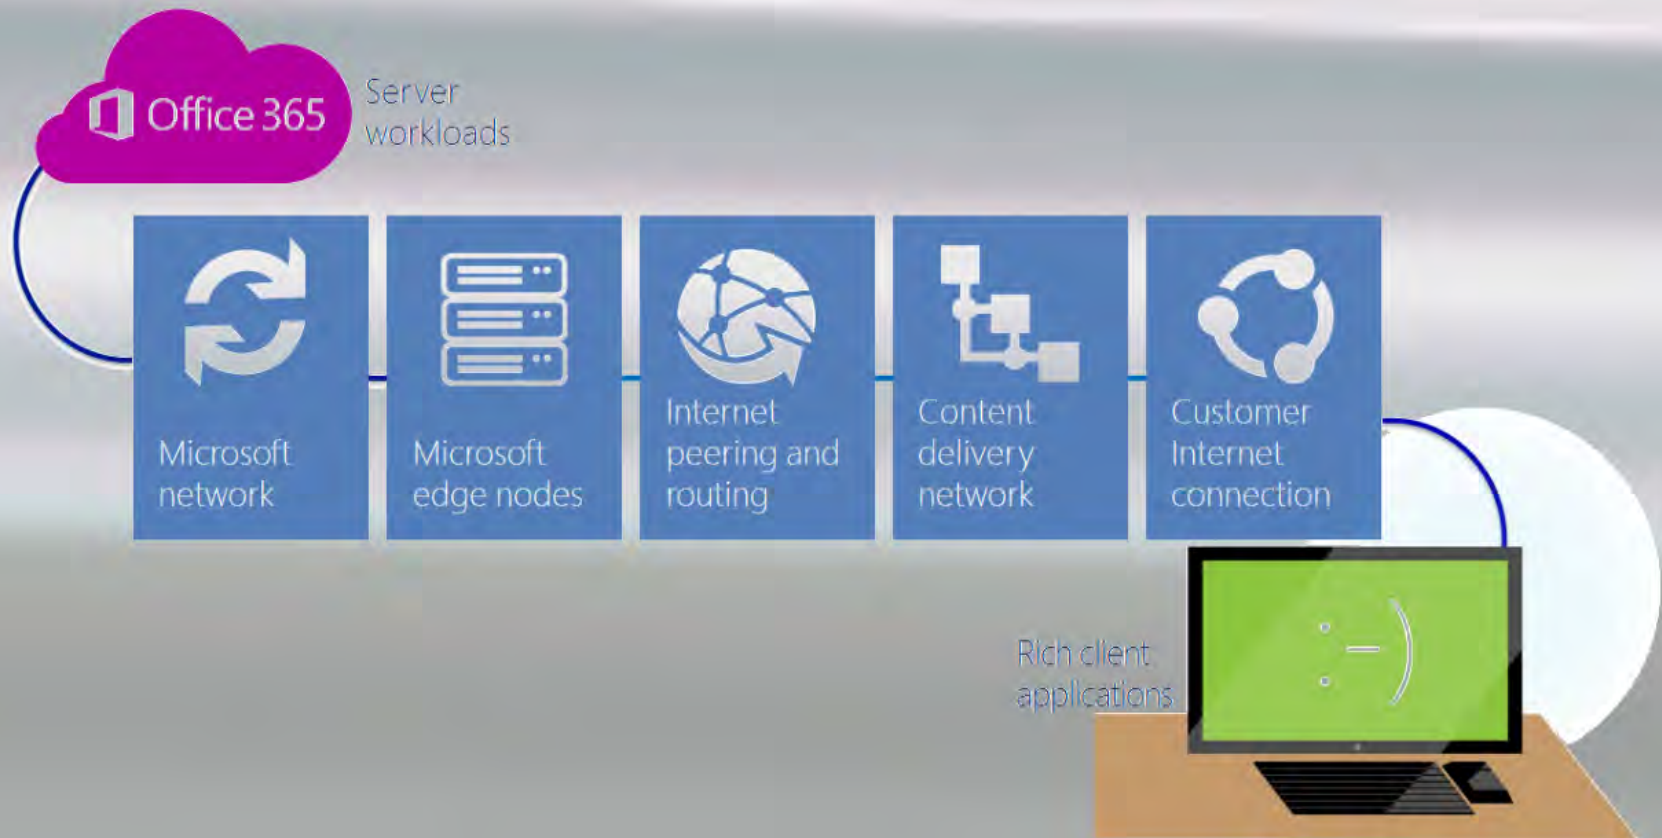 Office 365
Server
workloads
Microsoft
network
Microsoft
edge nodes
Internet
peering and
routing
Content
delivery
network
Customer
Internet
connection
:-)
Rich client
applications